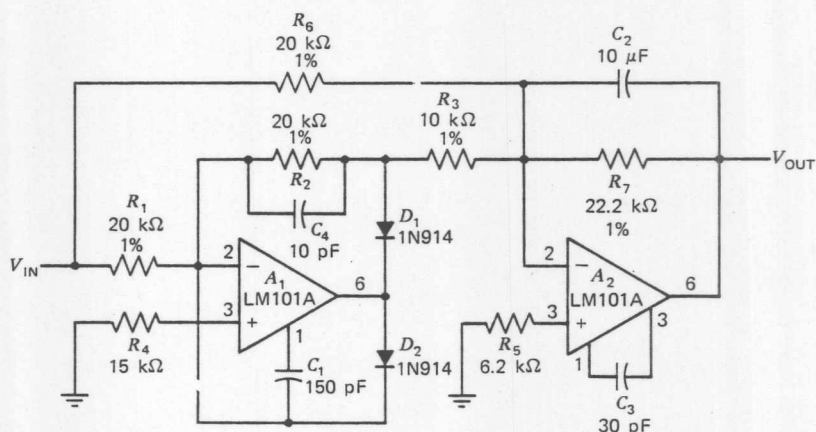 R6
20 kΩ
1%
C2
10 μF
20 kΩ
1%
R2
R3
10 kΩ
1%
C4
10 pF
R1
20 kΩ
1%
D1
1N914
R7
22.2 kΩ
1%
VOUT
VIN
2
−
A1
LM101A
6
3
+
1
R4
15 kΩ
C1
150 pF
D2
1N914
2
−
A2
LM101A
6
3
+
3
1
R5
6.2 kΩ
C3
30 pF